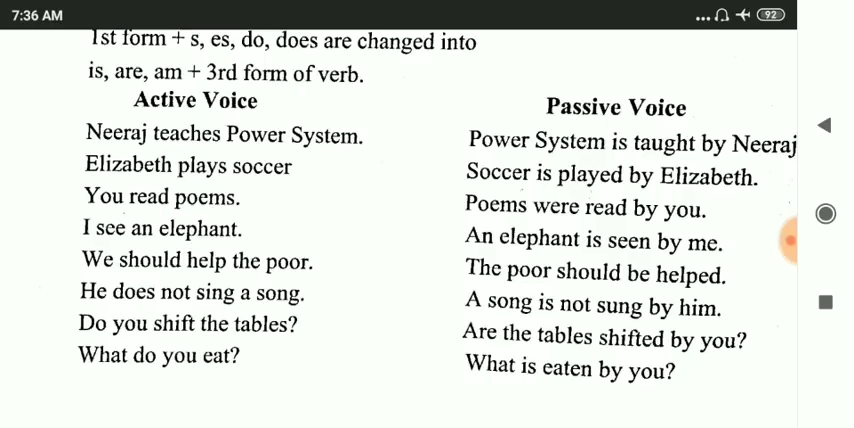 7:36 AM
92
1st form + s, es, do, does are changed into
is, are, am + 3rd form of verb.
Active Voice
Neeraj teaches Power System.
Elizabeth plays soccer
You read poems.
I see an elephant.
We should help the poor.
He does not sing a song.
Do you shift the tables?
What do you eat?
Passive Voice
Power System is taught by Neeraj
Soccer is played by Elizabeth.
Poems were read by you.
An elephant is seen by me.
The poor should be helped.
A song is not sung by him.
Are the tables shifted by you?
What is eaten by you?